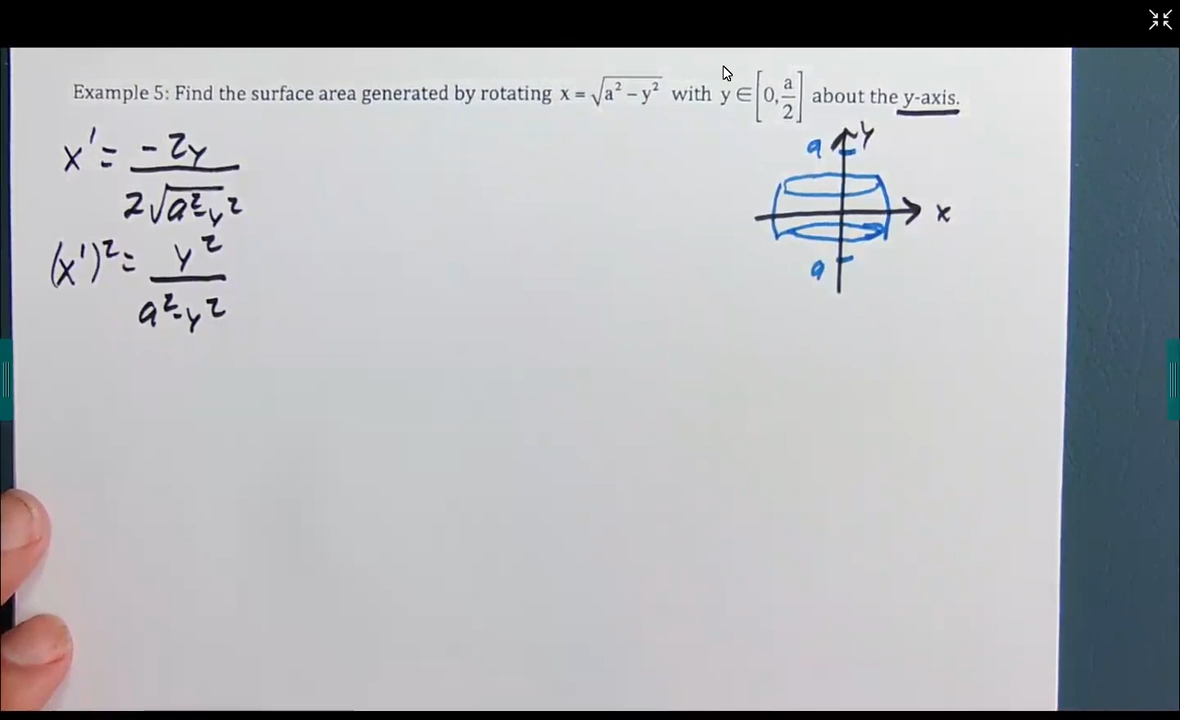 Example 5: Find the surface area generated by rotating x = √(a² − y²) with y ∈ [0, a/2] about the y-axis.
x' = -2y / 2√(a²-y²)
(x')² = y² / a²-y²
a
y
x
a